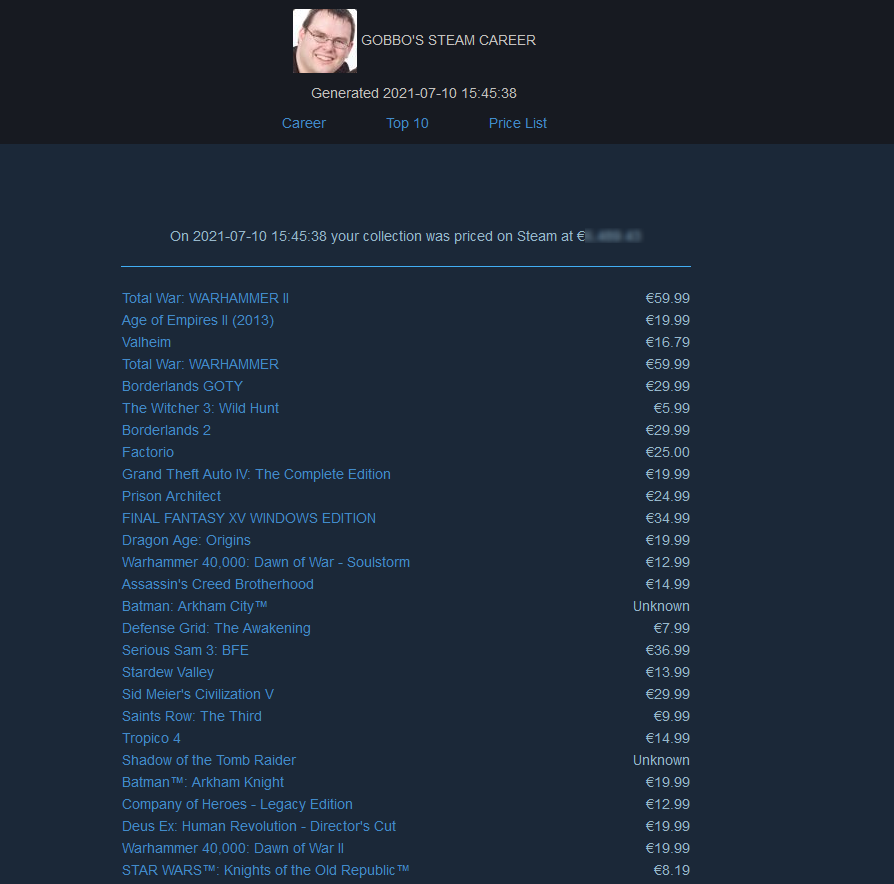 GOBBO'S STEAM CAREER
Generated 2021-07-10 15:45:38
Career Top 10 Price List
On 2021-07-10 15:45:38 your collection was priced on Steam at €
Total War: WARHAMMER II €59.99
Age of Empires II (2013) €19.99
Valheim €16.79
Total War: WARHAMMER €59.99
Borderlands GOTY €29.99
The Witcher 3: Wild Hunt €5.99
Borderlands 2 €29.99
Factorio €25.00
Grand Theft Auto IV: The Complete Edition €19.99
Prison Architect €24.99
FINAL FANTASY XV WINDOWS EDITION €34.99
Dragon Age: Origins €19.99
Warhammer 40,000: Dawn of War - Soulstorm €12.99
Assassin's Creed Brotherhood €14.99
Batman: Arkham City™ Unknown
Defense Grid: The Awakening €7.99
Serious Sam 3: BFE €36.99
Stardew Valley €13.99
Sid Meier's Civilization V €29.99
Saints Row: The Third €9.99
Tropico 4 €14.99
Shadow of the Tomb Raider Unknown
Batman™: Arkham Knight €19.99
Company of Heroes - Legacy Edition €12.99
Deus Ex: Human Revolution - Director's Cut €19.99
Warhammer 40,000: Dawn of War II €19.99
STAR WARS™: Knights of the Old Republic™ €8.19